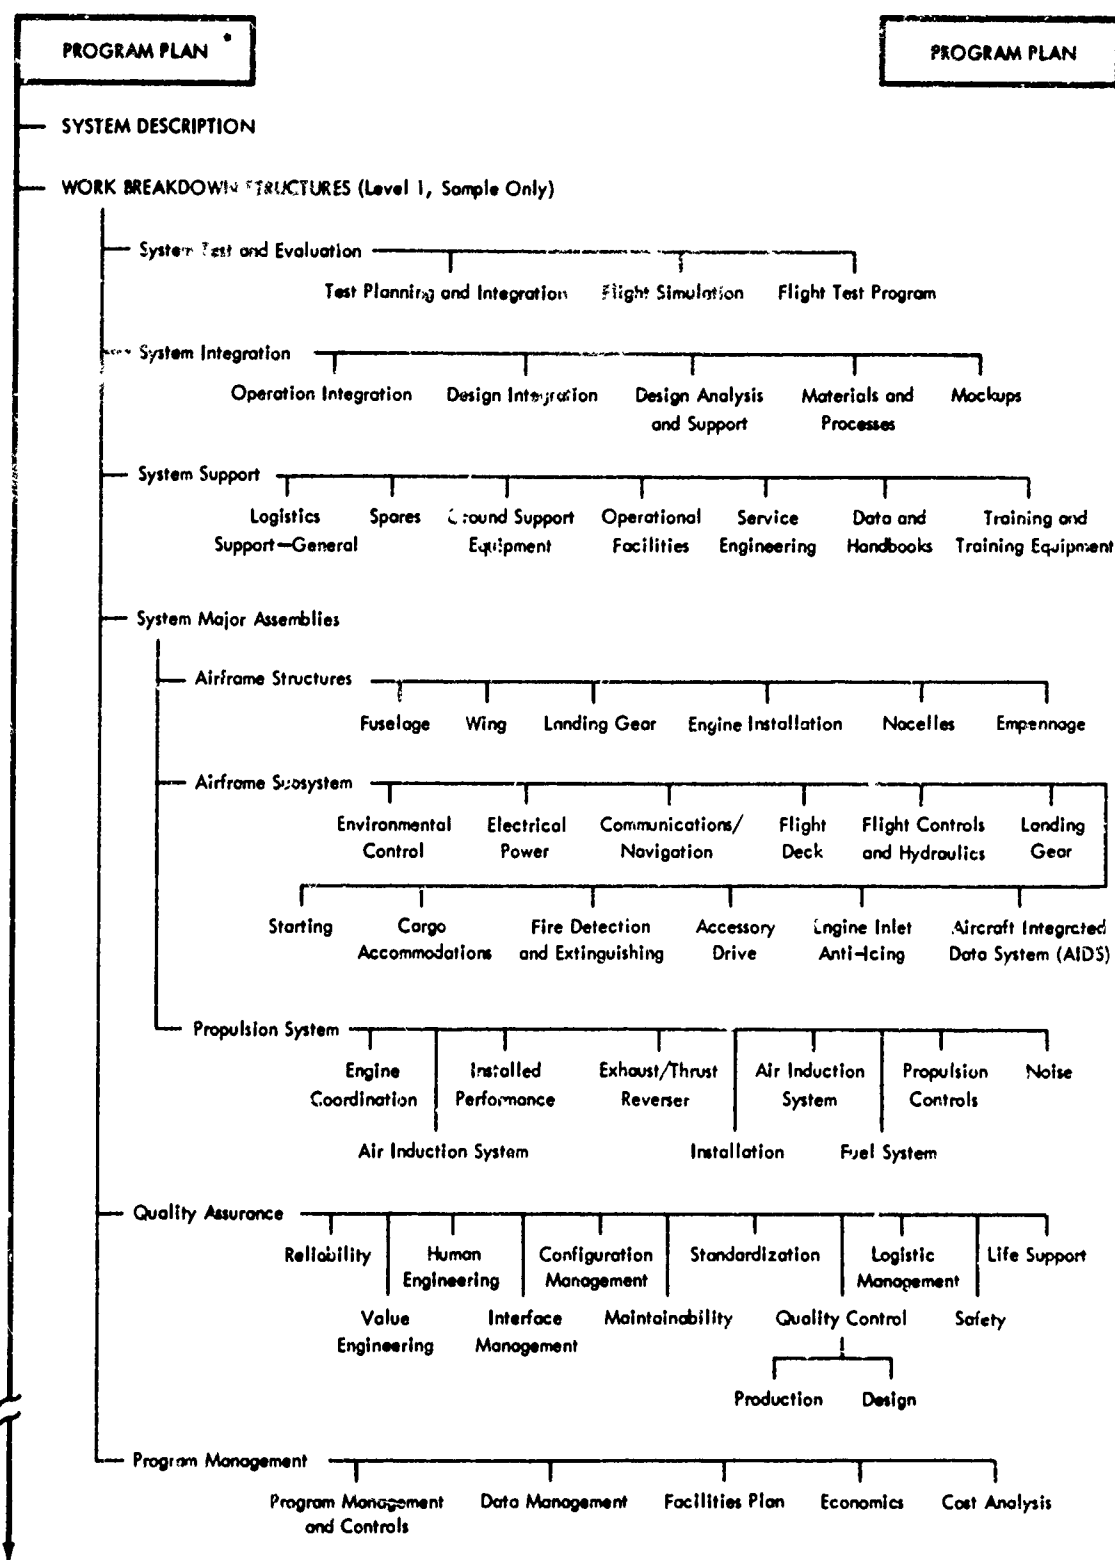 PROGRAM PLAN *
PROGRAM PLAN
SYSTEM DESCRIPTION
WORK BREAKDOWN STRUCTURES (Level 1, Sample Only)
System Test and Evaluation
Test Planning and Integration Flight Simulation Flight Test Program
System Integration
Operation Integration Design Integration Design Analysis Materials and Mockups
and Support Processes
System Support
Logistics Spares Ground Support Operational Service Data and Training and
Support—General Equipment Facilities Engineering Handbooks Training Equipment
System Major Assemblies
Airframe Structures
Fuselage Wing Landing Gear Engine Installation Nacelles Empennage
Airframe Subsystem
Environmental Electrical Communications/ Flight Flight Controls Landing
Control Power Navigation Deck and Hydraulics Gear
Starting Cargo Fire Detection Accessory Engine Inlet Aircraft Integrated
Accommodations and Extinguishing Drive Anti-Icing Data System (AIDS)
Propulsion System
Engine Installed Exhaust/Thrust Air Induction Propulsion Noise
Coordination Performance Reverser System Controls
Air Induction System Installation Fuel System
Quality Assurance
Reliability Human Configuration Standardization Logistic Life Support
Engineering Management Management
Value Interface Maintainability Quality Control Safety
Engineering Management
Production Design
Program Management
Program Management Data Management Facilities Plan Economics Cost Analysis
and Controls